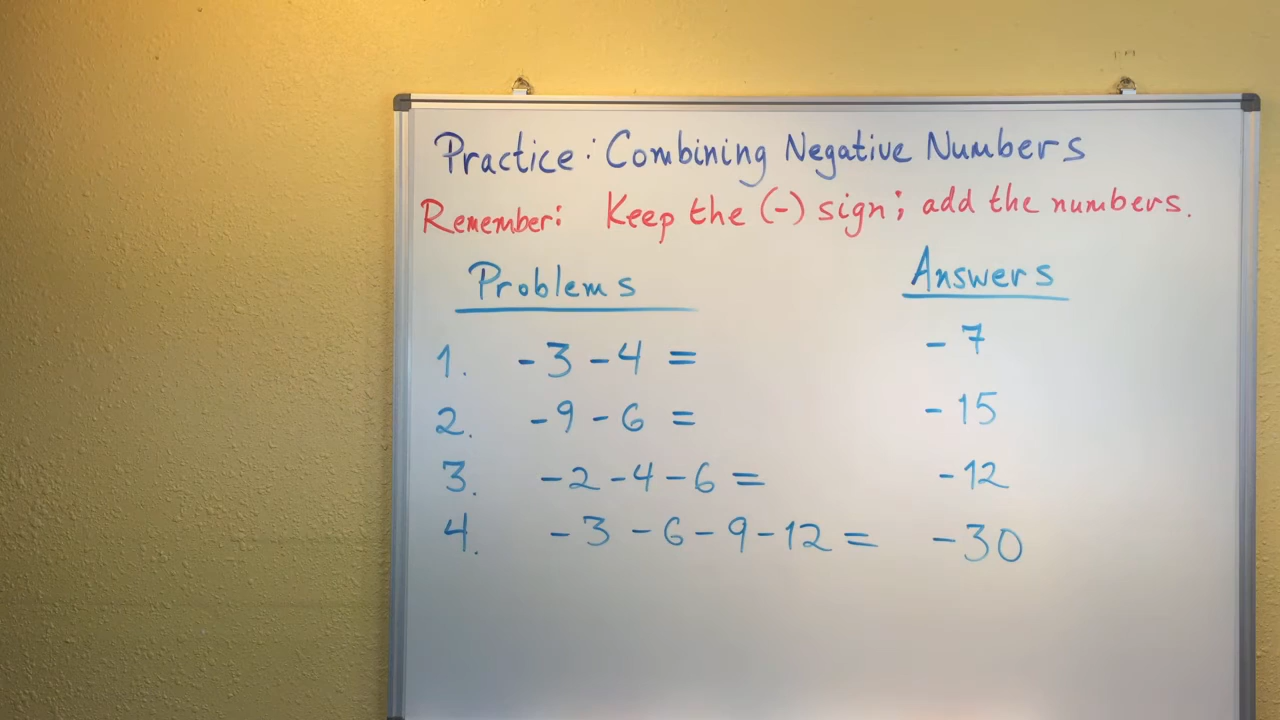 Practice: Combining Negative Numbers
Remember: Keep the (-) sign; add the numbers.
Problems Answers
1. -3 -4 = -7
2. -9 -6 = -15
3. -2 -4 -6 = -12
4. -3 -6 -9 -12 = -30